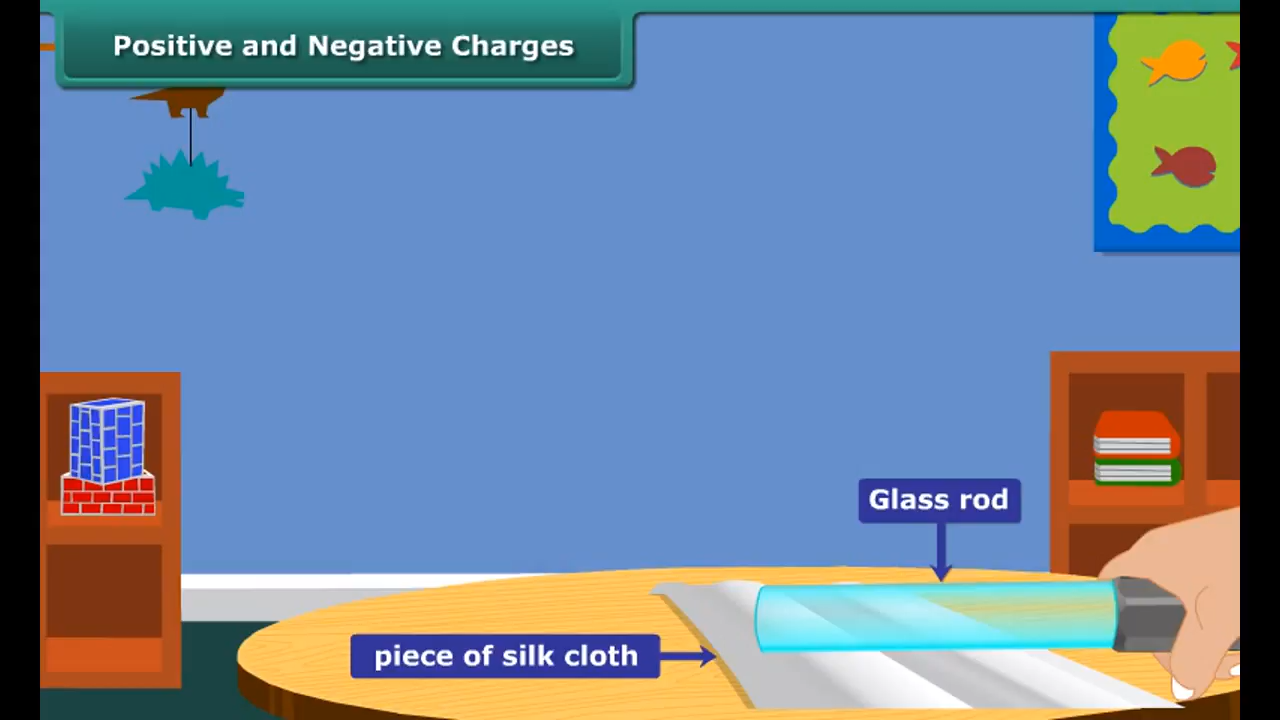 Positive and Negative Charges
Glass rod
piece of silk cloth